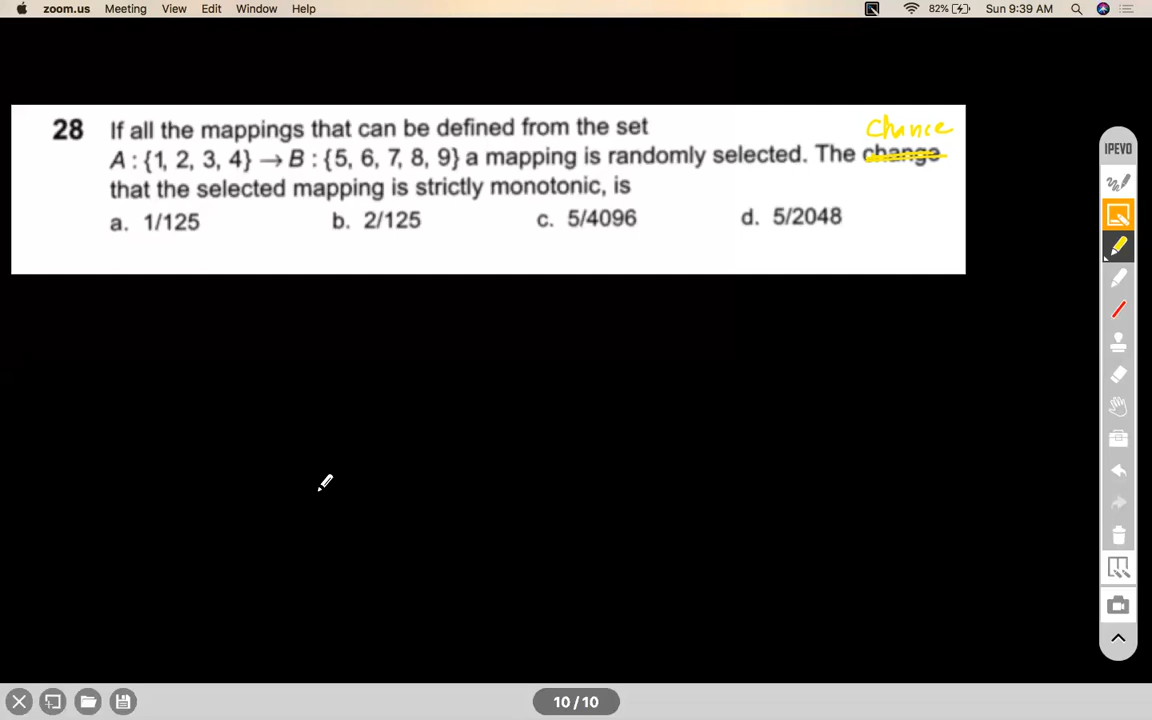 zoom.us Meeting View Edit Window Help 82% Sun 9:39 AM
Chance
28 If all the mappings that can be defined from the set
A : {1, 2, 3, 4} → B : {5, 6, 7, 8, 9} a mapping is randomly selected. The change
that the selected mapping is strictly monotonic, is
a. 1/125 b. 2/125 c. 5/4096 d. 5/2048
IPEVO
10 / 10